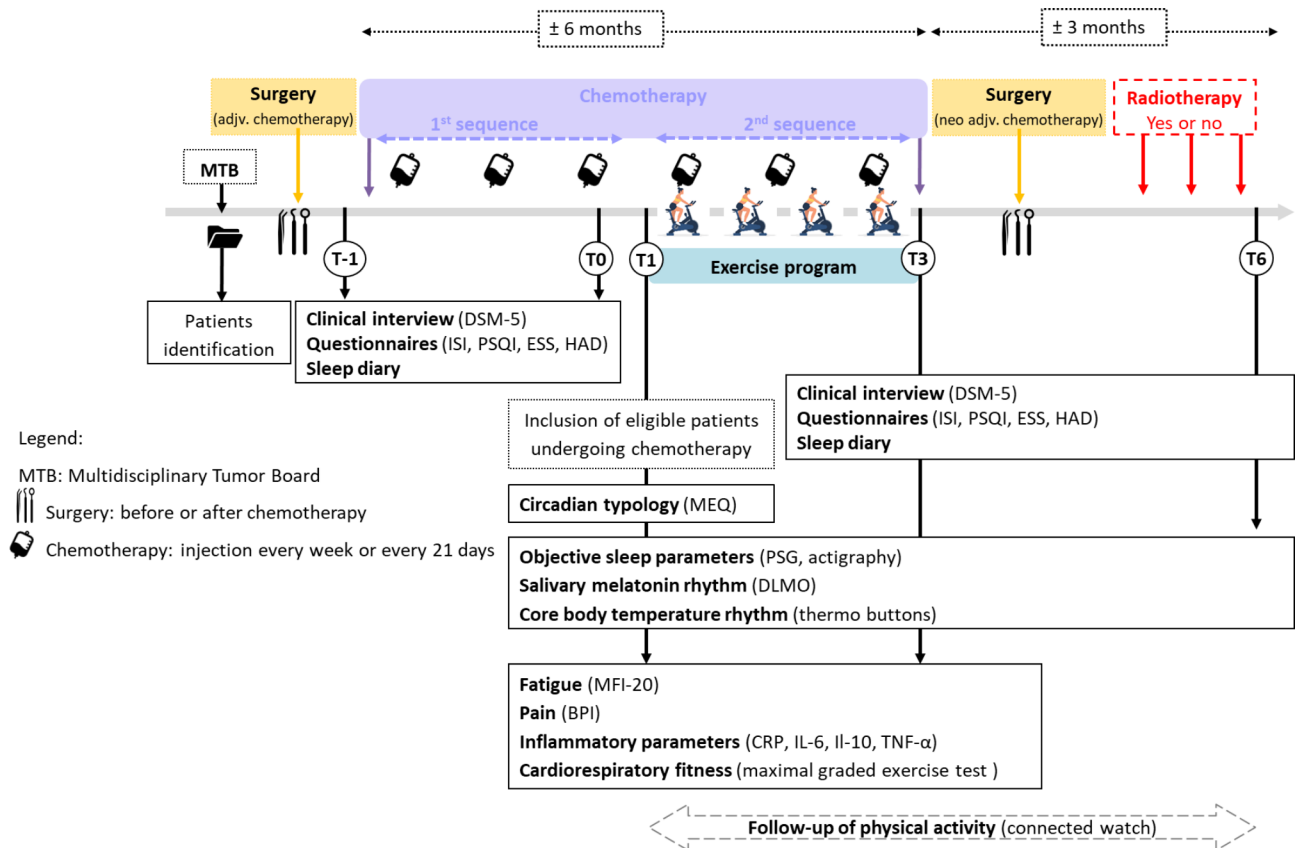 ± 6 months
± 3 months
Surgery
(adjv. chemotherapy)
Chemotherapy
1st sequence
2nd sequence
Surgery
(neo adjv. chemotherapy)
Radiotherapy
Yes or no
MTB
T-1
T0
T1
Exercise program
T3
T6
Patients
identification
Clinical interview (DSM-5)
Questionnaires (ISI, PSQI, ESS, HAD)
Sleep diary
Clinical interview (DSM-5)
Questionnaires (ISI, PSQI, ESS, HAD)
Sleep diary
Inclusion of eligible patients
undergoing chemotherapy
Legend:
MTB: Multidisciplinary Tumor Board
Surgery: before or after chemotherapy
Chemotherapy: injection every week or every 21 days
Circadian typology (MEQ)
Objective sleep parameters (PSG, actigraphy)
Salivary melatonin rhythm (DLMO)
Core body temperature rhythm (thermo buttons)
Fatigue (MFI-20)
Pain (BPI)
Inflammatory parameters (CRP, IL-6, Il-10, TNF-α)
Cardiorespiratory fitness (maximal graded exercise test )
Follow-up of physical activity (connected watch)